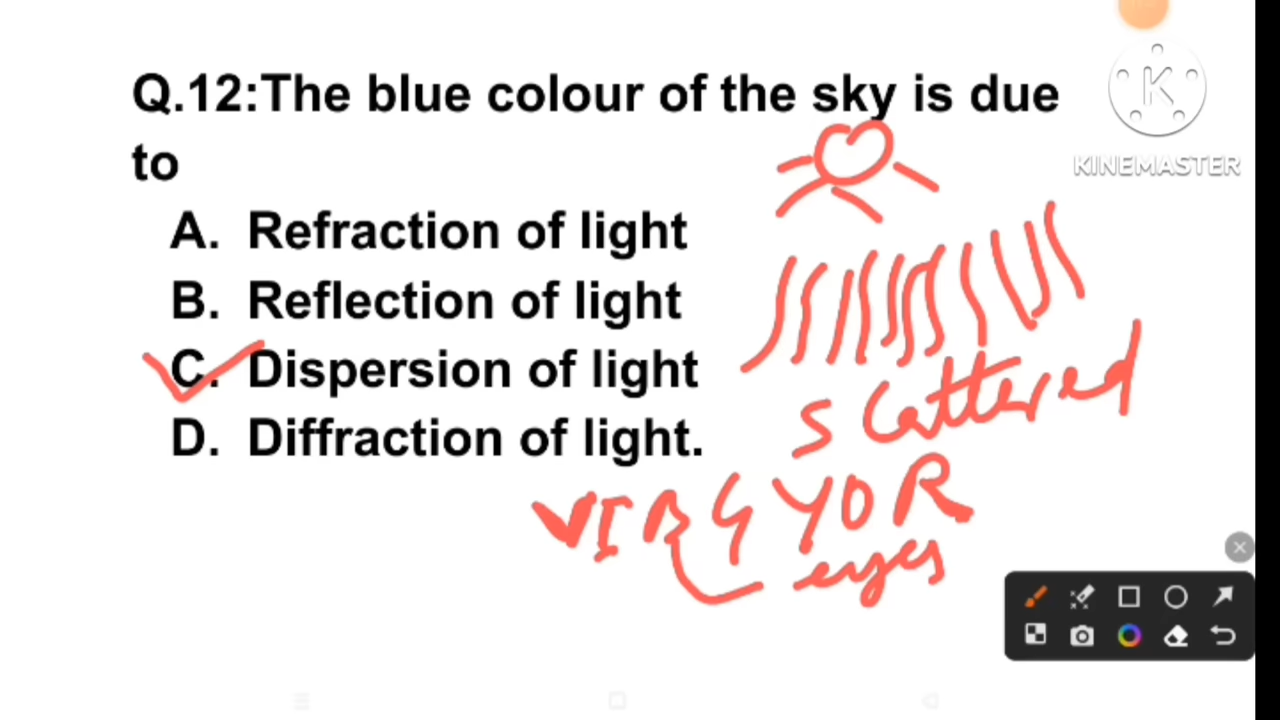 Q.12:The blue colour of the sky is due
to
KINEMASTER
A. Refraction of light
B. Reflection of light
C. Dispersion of light
D. Diffraction of light.
scattered
VIBGYOR
eyes